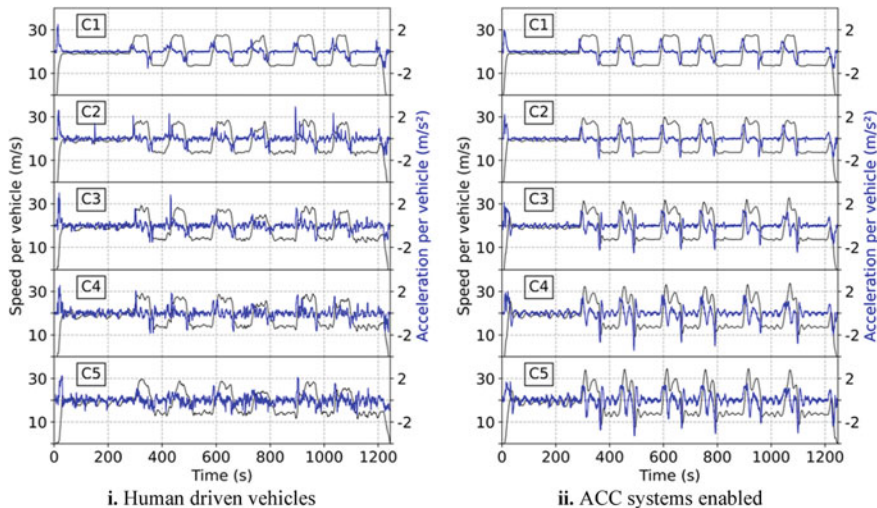 C1
30
10
2
-2
C2
30
10
2
-2
C3
30
10
2
-2
C4
30
10
2
-2
C5
30
10
2
-2
0 200 400 600 800 1000 1200
Time (s)
Speed per vehicle (m/s)
Acceleration per vehicle (m/s²)
i. Human driven vehicles
C1
30
10
2
-2
C2
30
10
2
-2
C3
30
10
2
-2
C4
30
10
2
-2
C5
30
10
2
-2
0 200 400 600 800 1000 1200
Time (s)
Speed per vehicle (m/s)
Acceleration per vehicle (m/s²)
ii. ACC systems enabled